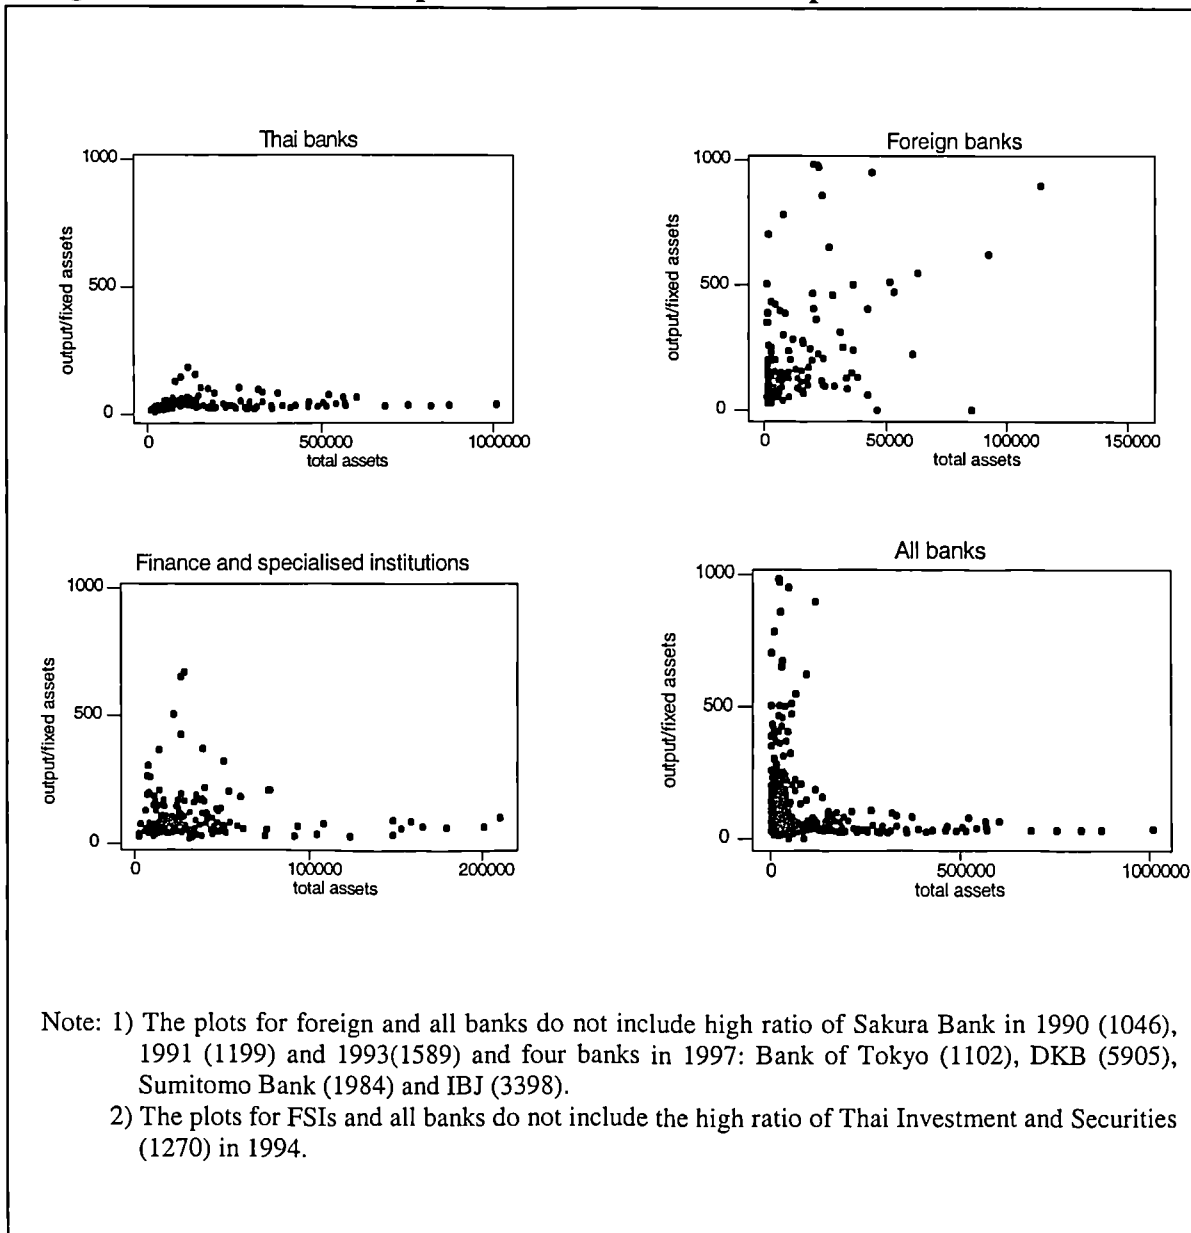 Thai banks
1000
500
0
output/fixed assets
0
500000
1000000
total assets
Foreign banks
1000
500
0
output/fixed assets
0
50000
100000
150000
total assets
Finance and specialised institutions
1000
500
0
output/fixed assets
0
100000
200000
total assets
All banks
1000
500
0
output/fixed assets
0
500000
1000000
total assets
Note: 1) The plots for foreign and all banks do not include high ratio of Sakura Bank in 1990 (1046),
1991 (1199) and 1993(1589) and four banks in 1997: Bank of Tokyo (1102), DKB (5905),
Sumitomo Bank (1984) and IBJ (3398).
2) The plots for FSIs and all banks do not include the high ratio of Thai Investment and Securities
(1270) in 1994.